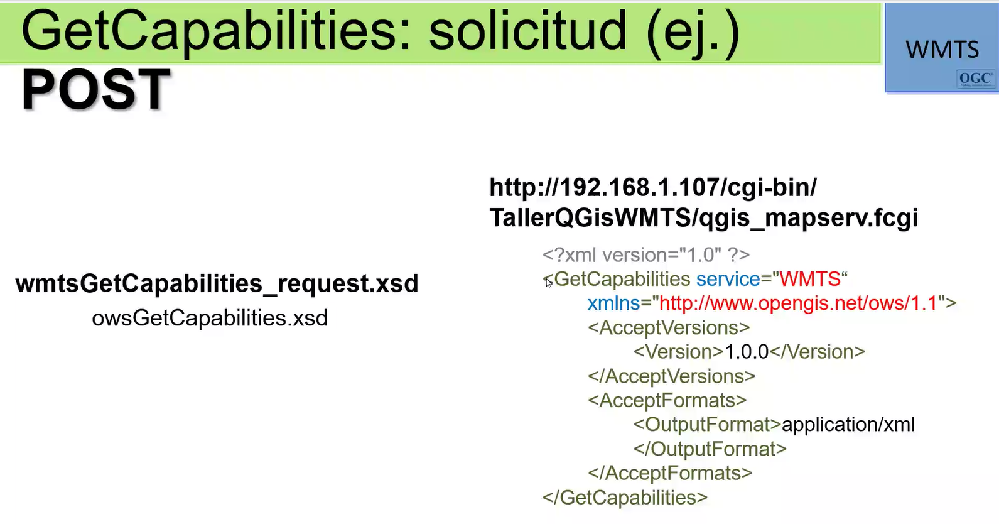 GetCapabilities: solicitud (ej.)
POST
WMTS
OGC
http://192.168.1.107/cgi-bin/
TallerQGisWMTS/qgis_mapserv.fcgi
wmtsGetCapabilities_request.xsd
owsGetCapabilities.xsd
<?xml version="1.0" ?>
<GetCapabilities service="WMTS“
xmlns="http://www.opengis.net/ows/1.1">
<AcceptVersions>
<Version>1.0.0</Version>
</AcceptVersions>
<AcceptFormats>
<OutputFormat>application/xml
</OutputFormat>
</AcceptFormats>
</GetCapabilities>